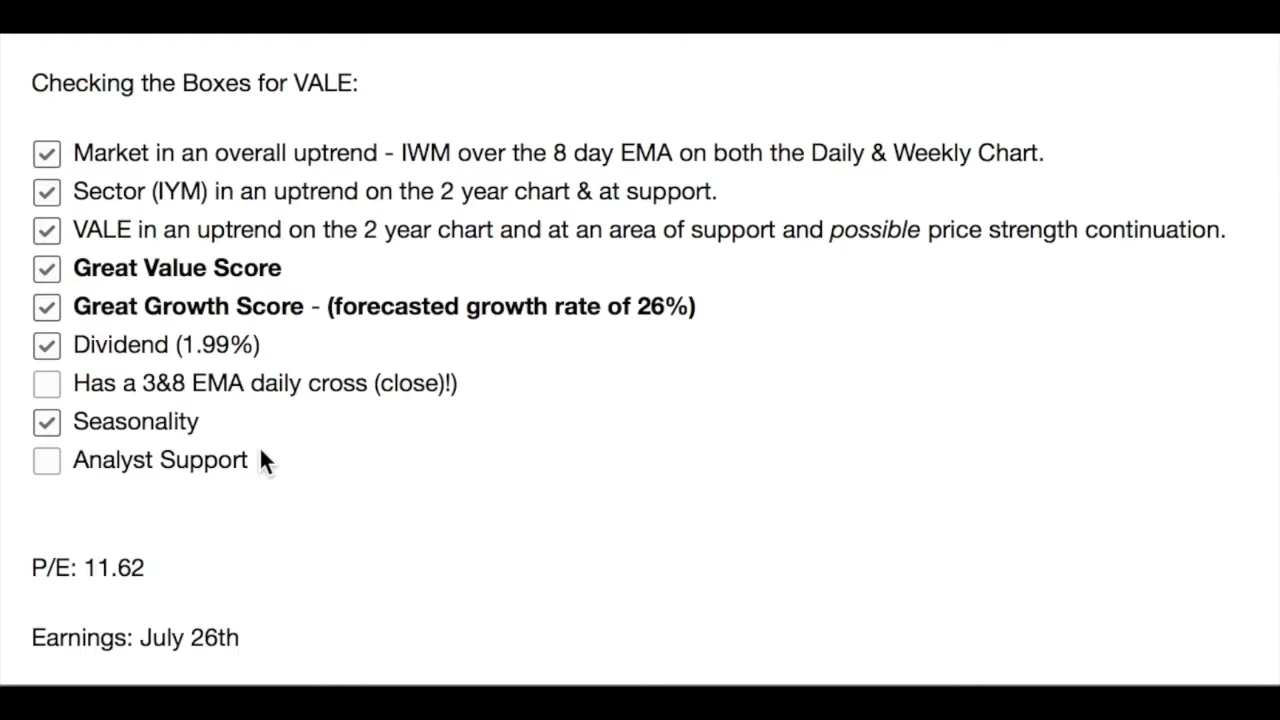 Checking the Boxes for VALE:
Market in an overall uptrend - IWM over the 8 day EMA on both the Daily & Weekly Chart.
Sector (IYM) in an uptrend on the 2 year chart & at support.
VALE in an uptrend on the 2 year chart and at an area of support and possible price strength continuation.
Great Value Score
Great Growth Score - (forecasted growth rate of 26%)
Dividend (1.99%)
Has a 3&8 EMA daily cross (close)!)
Seasonality
Analyst Support
P/E: 11.62
Earnings: July 26th